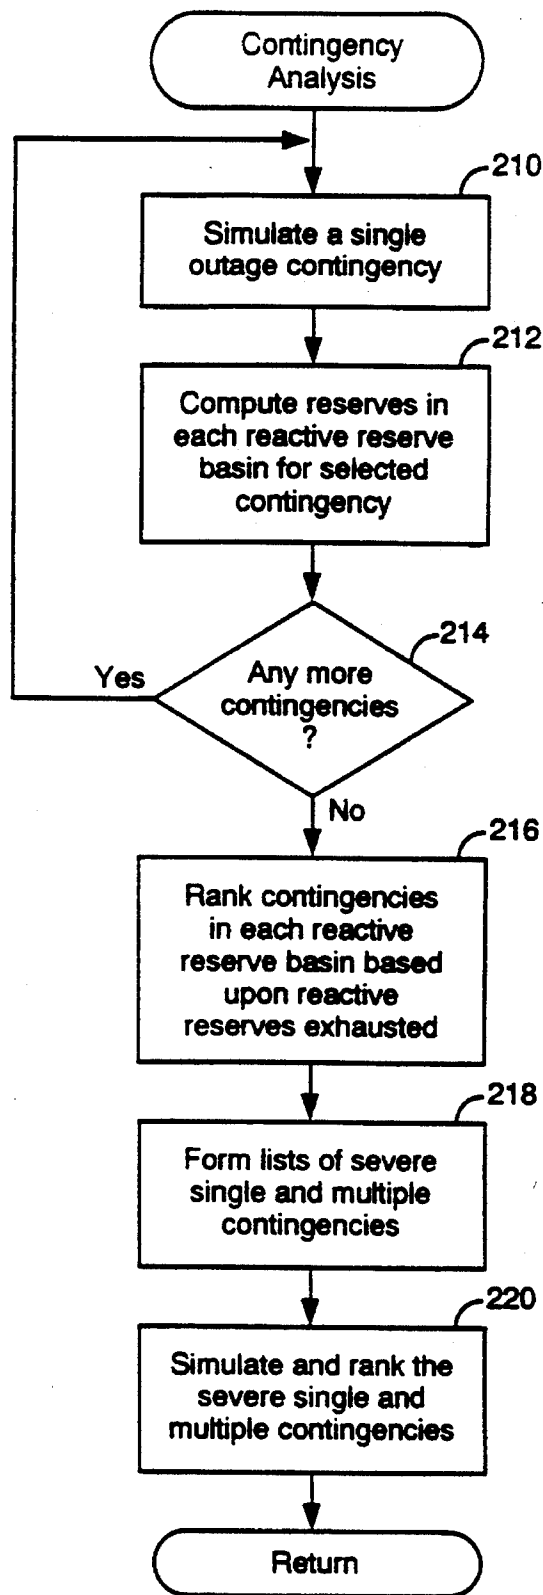 Contingency
Analysis
210
Simulate a single
outage contingency
212
Compute reserves in
each reactive reserve
basin for selected
contingency
214
Any more
contingencies
?
Yes
No
216
Rank contingencies
in each reactive
reserve basin based
upon reactive
reserves exhausted
218
Form lists of severe
single and multiple
contingencies
220
Simulate and rank the
severe single and
multiple contingencies
Return